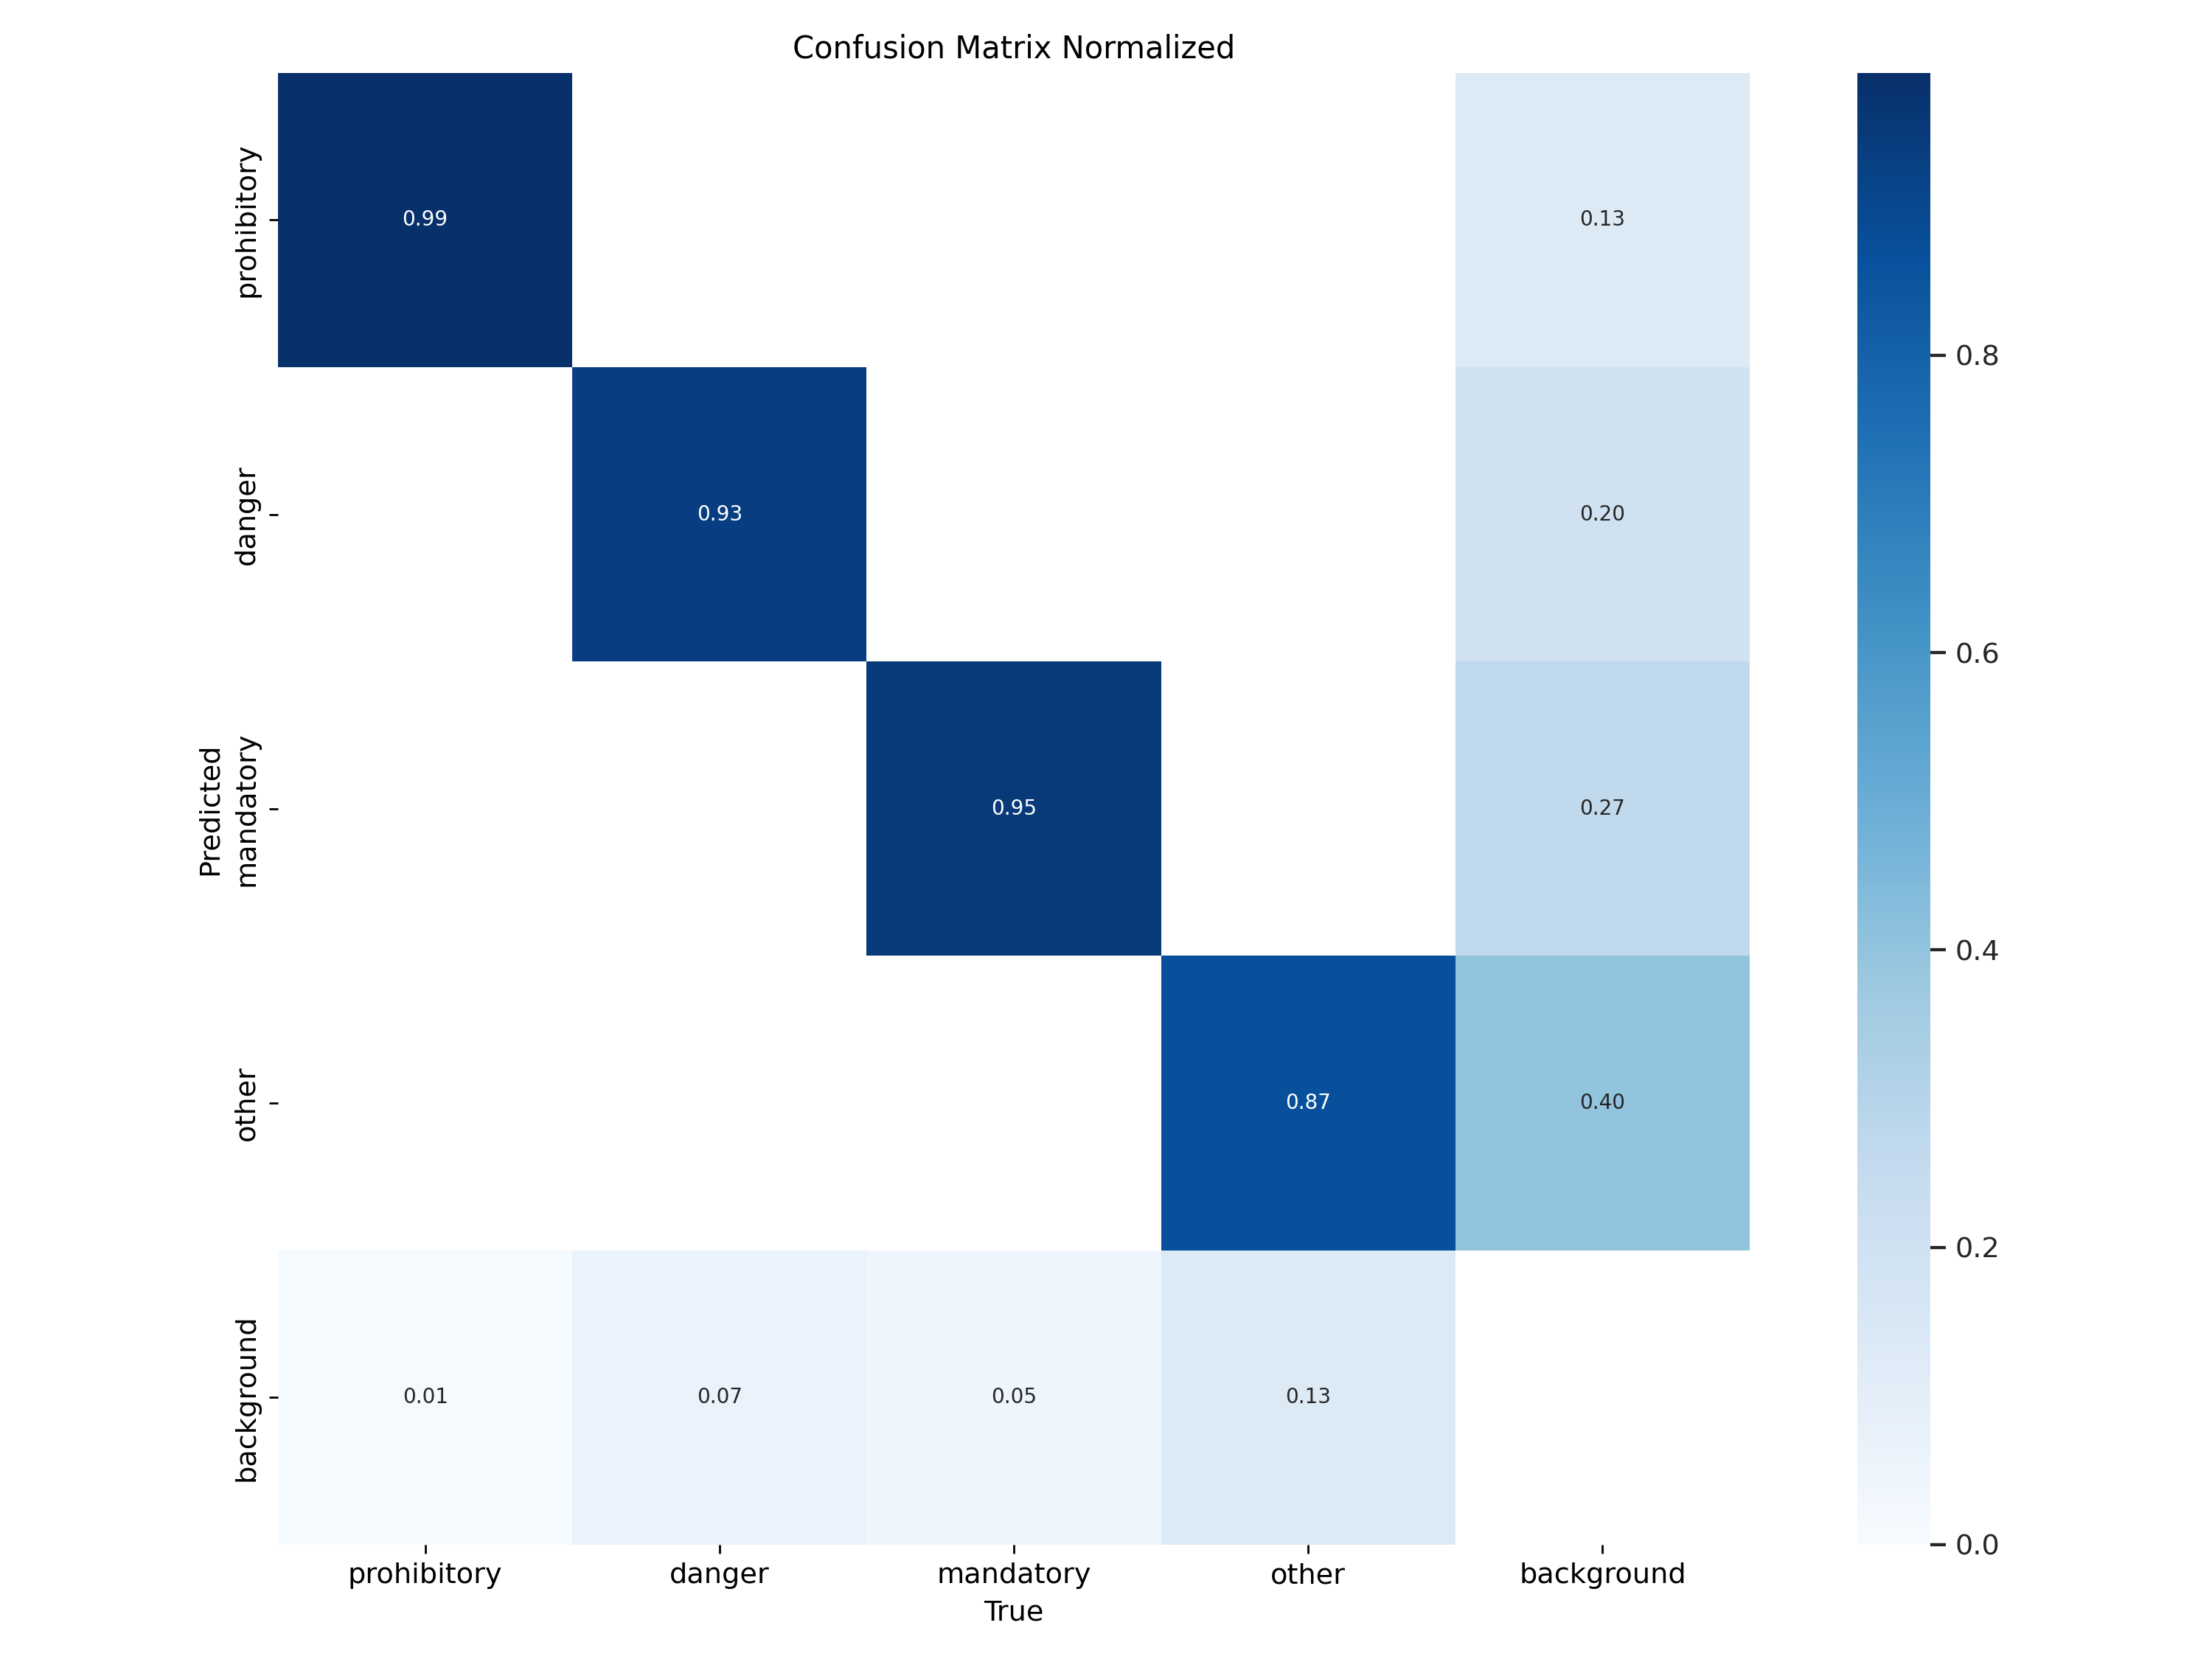 Confusion Matrix Normalized
prohibitory
0.99
0.13
danger
0.93
0.20
Predicted
mandatory
0.95
0.27
other
0.87
0.40
background
0.01
0.07
0.05
0.13
prohibitory
danger
mandatory
other
background
True
0.8
0.6
0.4
0.2
0.0